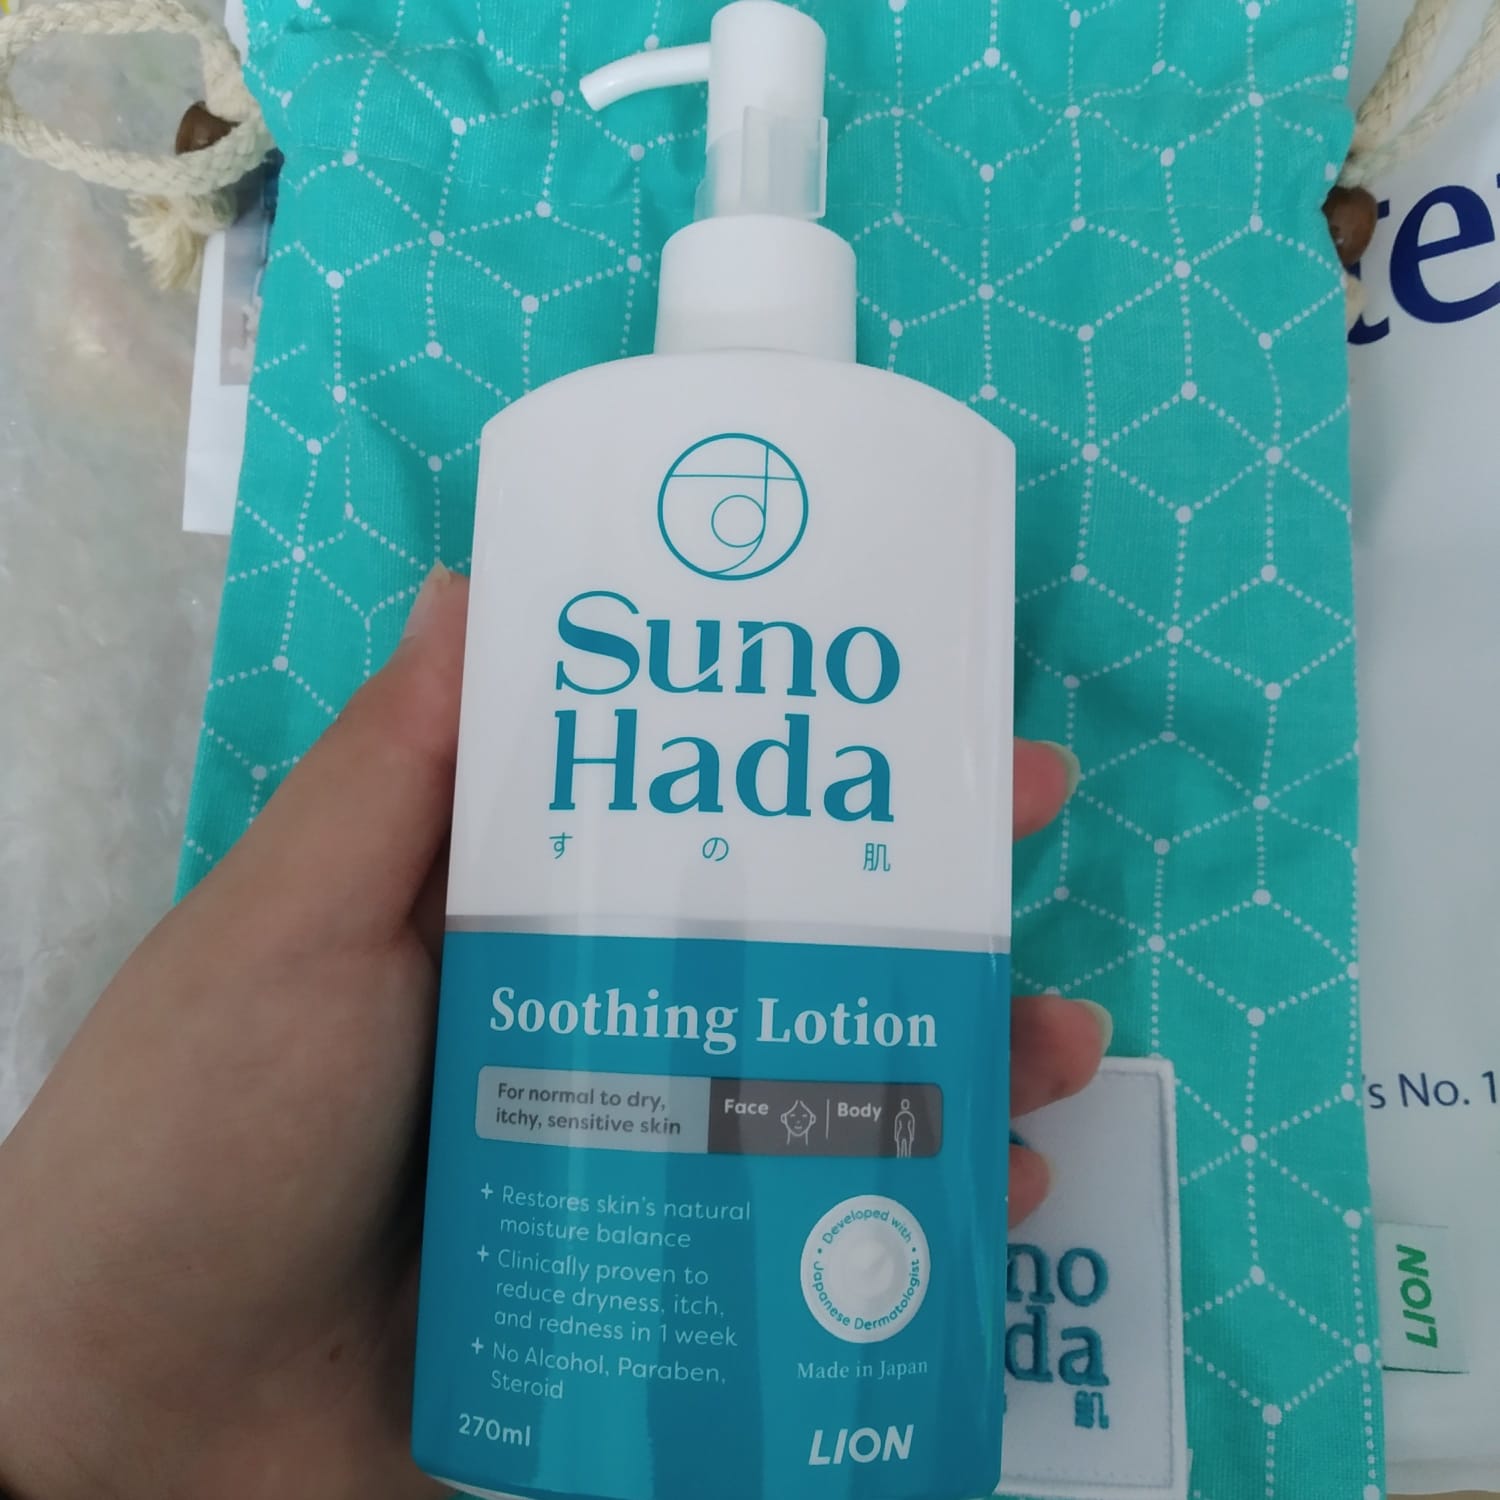 Suno
Hada
すの肌
Soothing Lotion
For normal to dry,
itchy, sensitive skin
Face
Body
+ Restores skin's natural
moisture balance
+ Clinically proven to
reduce dryness, itch,
and redness in 1 week
+ No Alcohol, Paraben,
Steroid
• Developed with •
Japanese Dermatologist
Made in Japan
270ml
LION
te
's No. 1
LION
no
da
肌